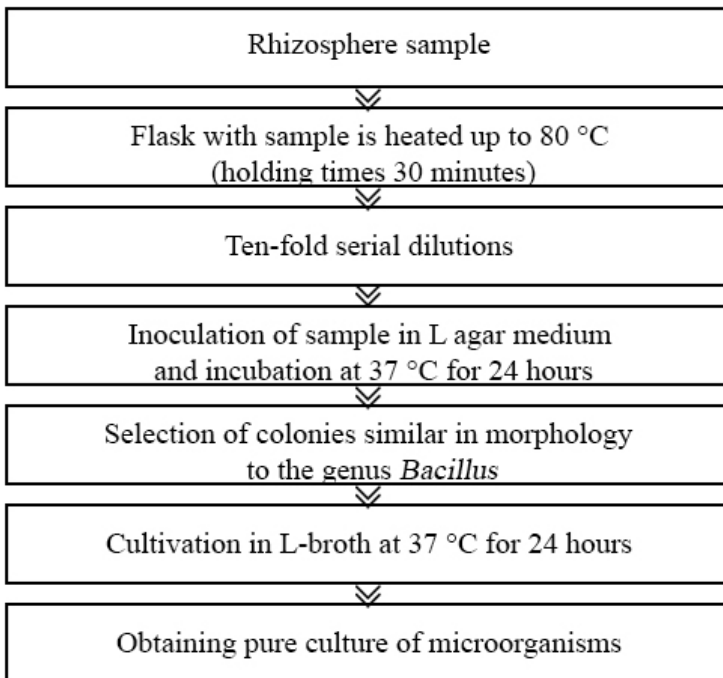 Rhizosphere sample
Flask with sample is heated up to 80 °C
(holding times 30 minutes)
Ten-fold serial dilutions
Inoculation of sample in L agar medium
and incubation at 37 °C for 24 hours
Selection of colonies similar in morphology
to the genus Bacillus
Cultivation in L-broth at 37 °C for 24 hours
Obtaining pure culture of microorganisms